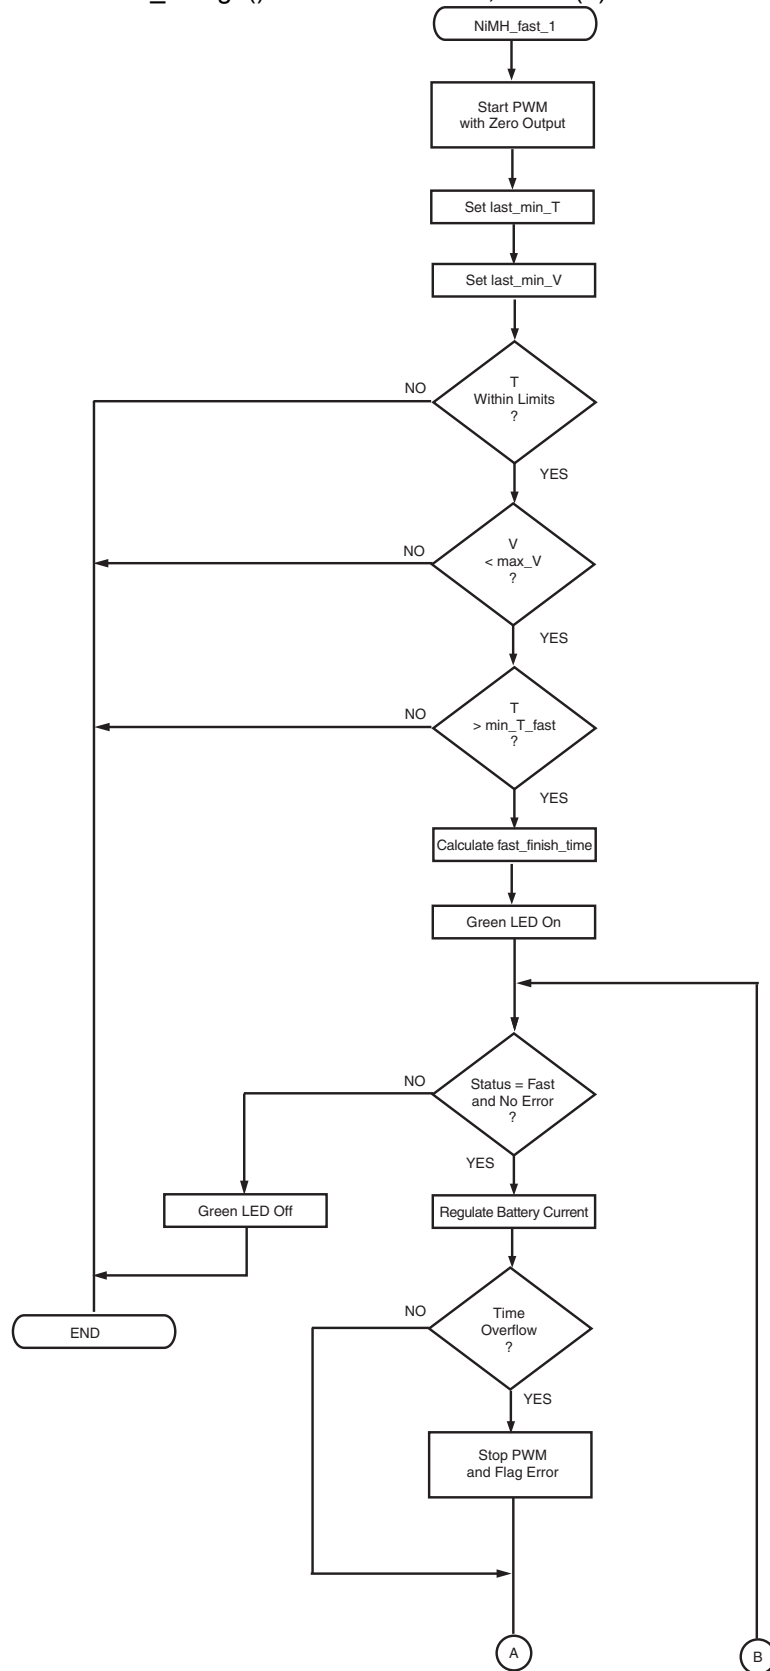 NiMH_fast_1
Start PWM
with Zero Output
Set last_min_T
Set last_min_V
T
Within Limits
?
NO
YES
V
< max_V
?
NO
YES
T
> min_T_fast
?
NO
YES
Calculate fast_finish_time
Green LED On
Status = Fast
and No Error
?
NO
YES
Green LED Off
Regulate Battery Current
END
Time
Overflow
?
NO
YES
Stop PWM
and Flag Error
A
B